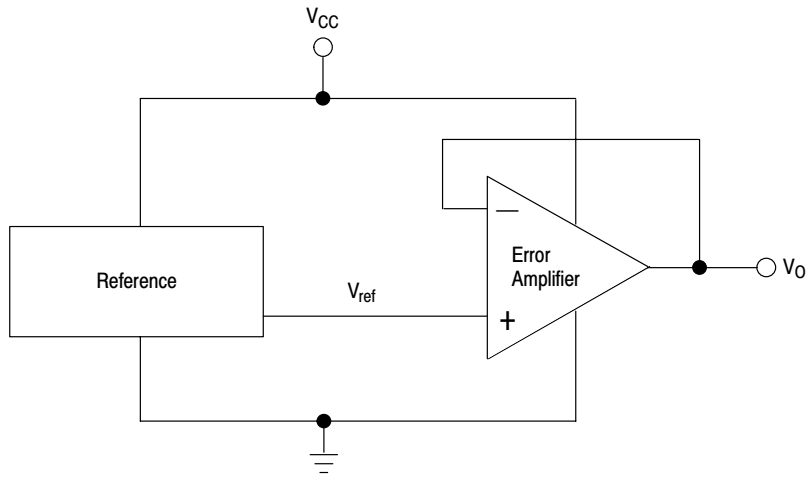 VCC
Reference
Vref
−
Error
Amplifier
+
VO